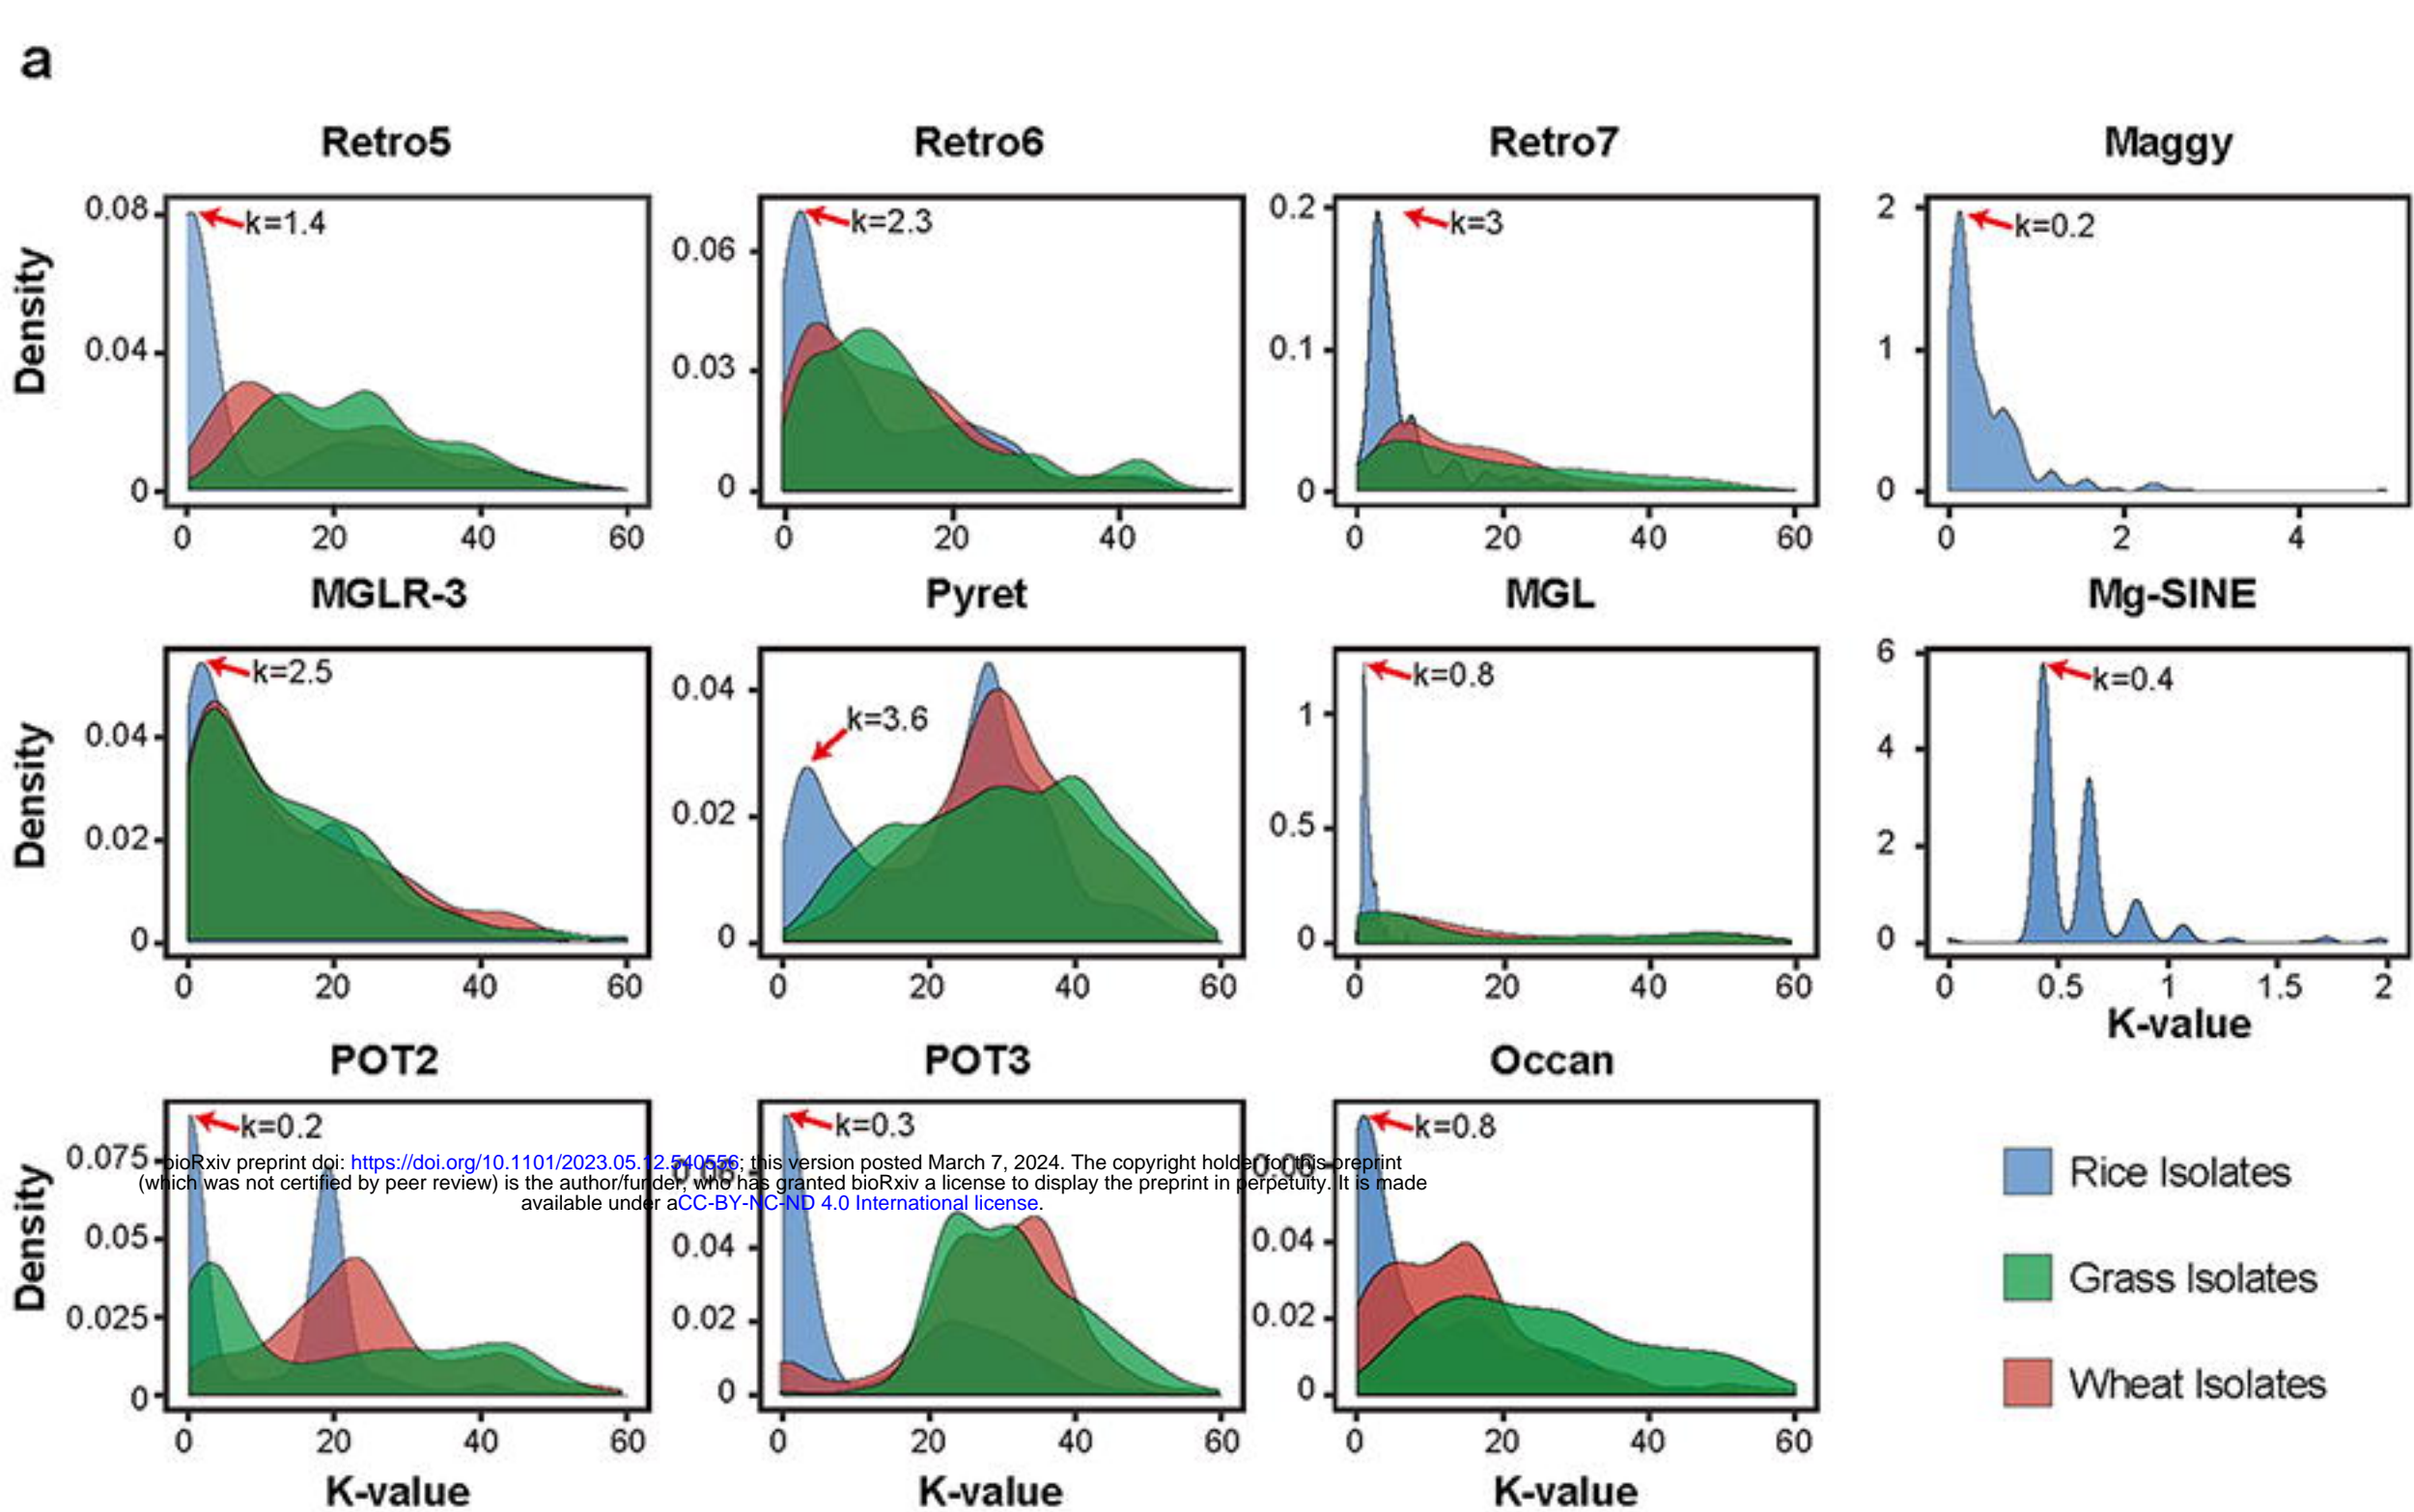 a
Retro5 Retro6 Retro7 Maggy
Density
0.08 0.04 0
k=1.4
0 20 40 60
0.06 0.03 0
k=2.3
0 20 40
0.2 0.1 0
k=3
0 20 40 60
2 1 0
k=0.2
0 2 4
MGLR-3 Pyret MGL Mg-SINE
Density
0.04 0.02 0
k=2.5
0 20 40 60
0.04 0.02 0
k=3.6
0 20 40 60
1 0.5 0
k=0.8
0 20 40 60
6 4 2 0
k=0.4
0 0.5 1 1.5 2
K-value
POT2 POT3 Occan
Density
0.075 0.05 0.025 0
k=0.2
0 20 40 60
K-value
0.06 0.04 0.02 0
k=0.3
0 20 40 60
K-value
0.06 0.04 0.02 0
k=0.8
0 20 40 60
K-value
bioRxiv preprint doi: https://doi.org/10.1101/2023.05.12.540556; this version posted March 7, 2024. The copyright holder for this preprint
(which was not certified by peer review) is the author/funder, who has granted bioRxiv a license to display the preprint in perpetuity. It is made
available under aCC-BY-NC-ND 4.0 International license.
Rice Isolates
Grass Isolates
Wheat Isolates